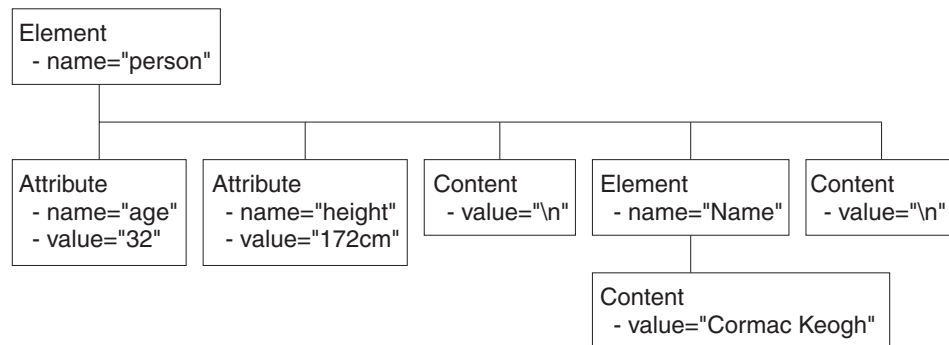 Element
- name="person"
Attribute
- name="age"
- value="32"
Attribute
- name="height"
- value="172cm"
Content
- value="\n"
Element
- name="Name"
Content
- value="\n"
Content
- value="Cormac Keogh"